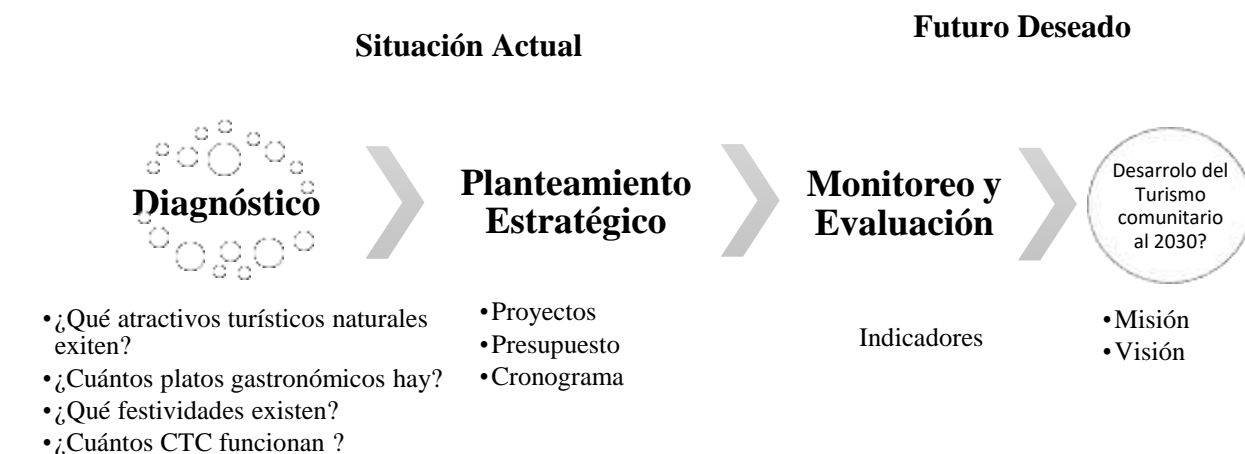 Situación Actual
Futuro Deseado
Diagnóstico
Planteamiento
Estratégico
Monitoreo y
Evaluación
Desarrolo del
Turismo
comunitario
al 2030?
•¿Qué atractivos turísticos naturales
exiten?
•¿Cuántos platos gastronómicos hay?
•¿Qué festividades existen?
•¿Cuántos CTC funcionan ?
•Proyectos
•Presupuesto
•Cronograma
Indicadores
•Misión
•Visión